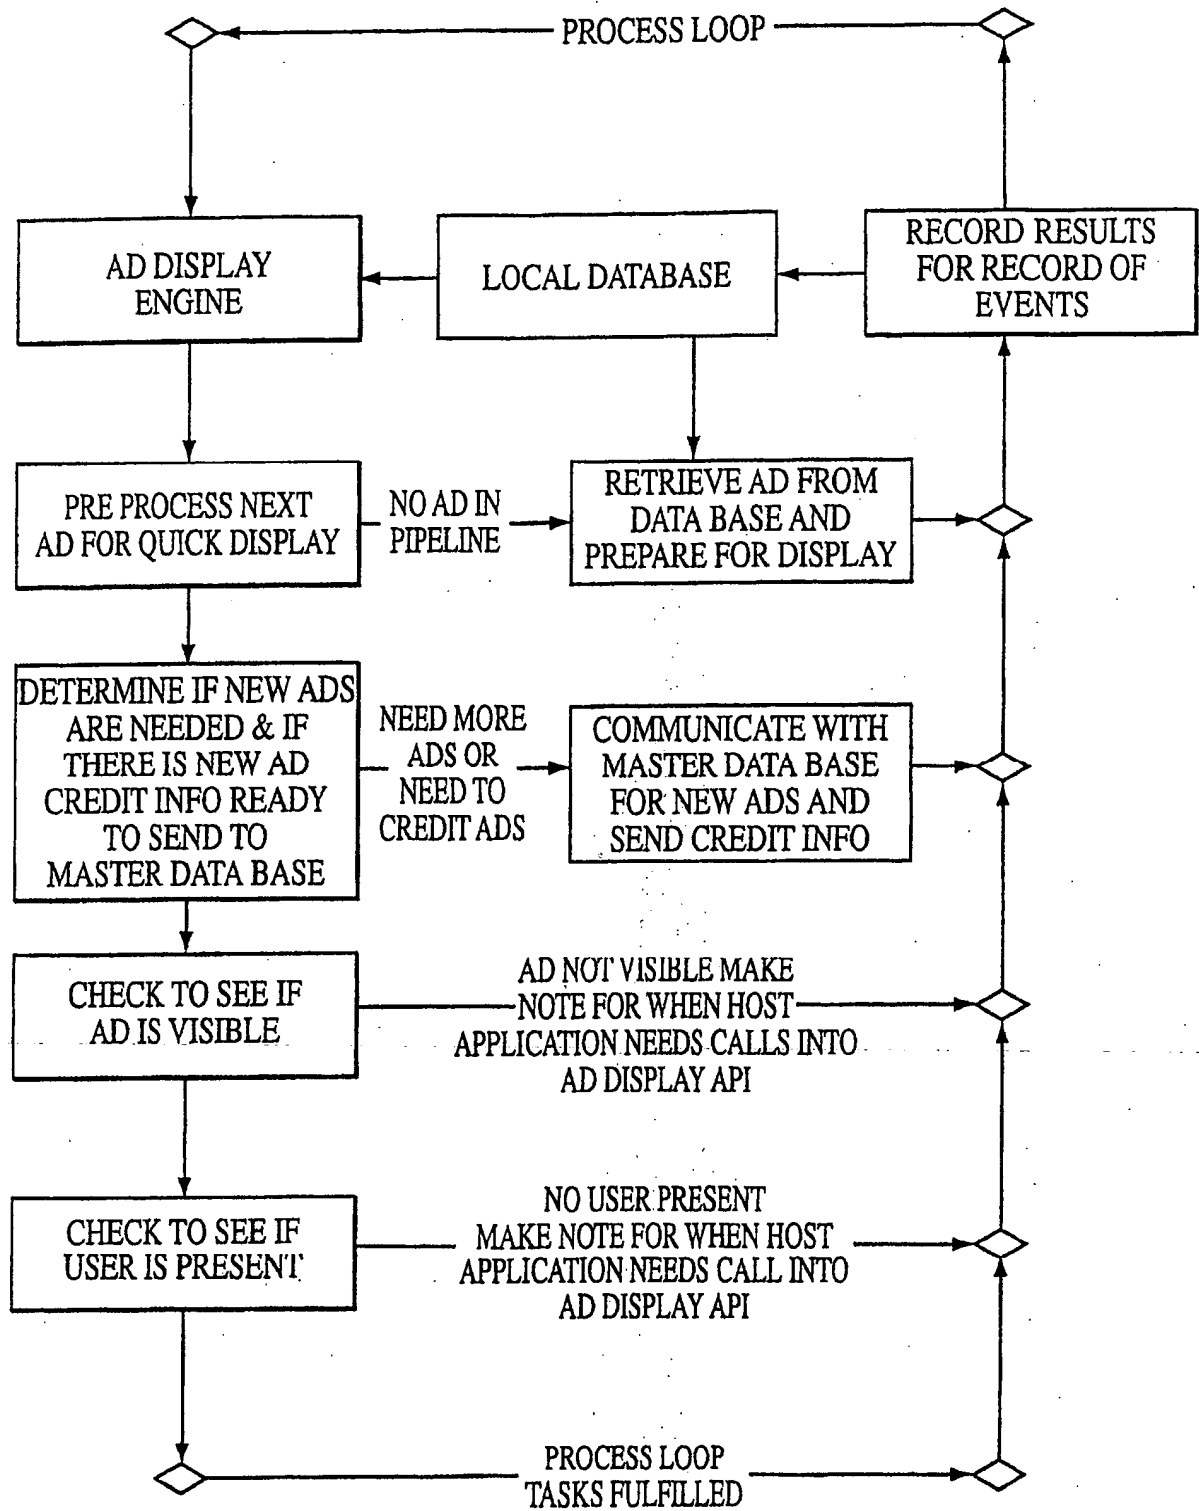 PROCESS LOOP
AD DISPLAY
ENGINE
LOCAL DATABASE
RECORD RESULTS
FOR RECORD OF
EVENTS
PRE PROCESS NEXT
AD FOR QUICK DISPLAY
NO AD IN
PIPELINE
RETRIEVE AD FROM
DATA BASE AND
PREPARE FOR DISPLAY
DETERMINE IF NEW ADS
ARE NEEDED & IF
THERE IS NEW AD
CREDIT INFO READY
TO SEND TO
MASTER DATA BASE
NEED MORE
ADS OR
NEED TO
CREDIT ADS
COMMUNICATE WITH
MASTER DATA BASE
FOR NEW ADS AND
SEND CREDIT INFO
CHECK TO SEE IF
AD IS VISIBLE
AD NOT VISIBLE MAKE
NOTE FOR WHEN HOST
APPLICATION NEEDS CALLS INTO
AD DISPLAY API
CHECK TO SEE IF
USER IS PRESENT
NO USER PRESENT
MAKE NOTE FOR WHEN HOST
APPLICATION NEEDS CALL INTO
AD DISPLAY API
PROCESS LOOP
TASKS FULFILLED